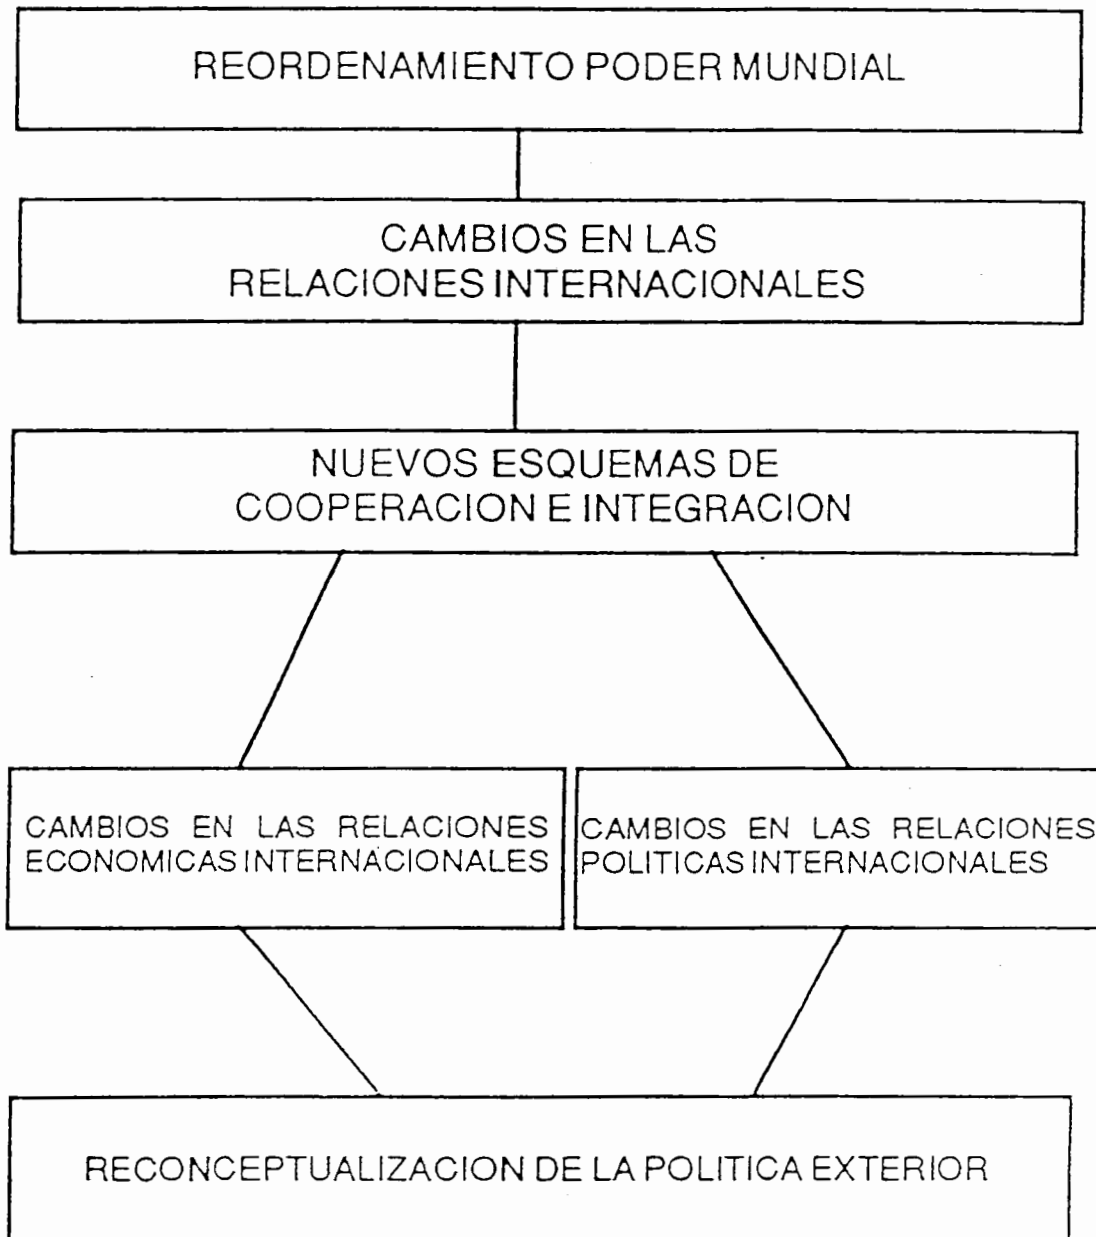 REORDENAMIENTO PODER MUNDIAL
CAMBIOS EN LAS
RELACIONES INTERNACIONALES
NUEVOS ESQUEMAS DE
COOPERACION E INTEGRACION
CAMBIOS EN LAS RELACIONES
ECONOMICAS INTERNACIONALES
CAMBIOS EN LAS RELACIONES
POLITICAS INTERNACIONALES
RECONCEPTUALIZACION DE LA POLITICA EXTERIOR